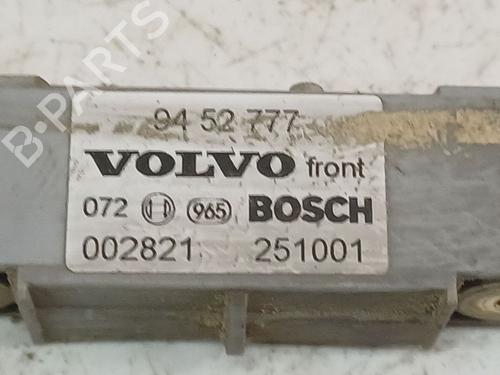 94 52 777
VOLVO front
072 965 BOSCH
002821 251001
B-PARTS